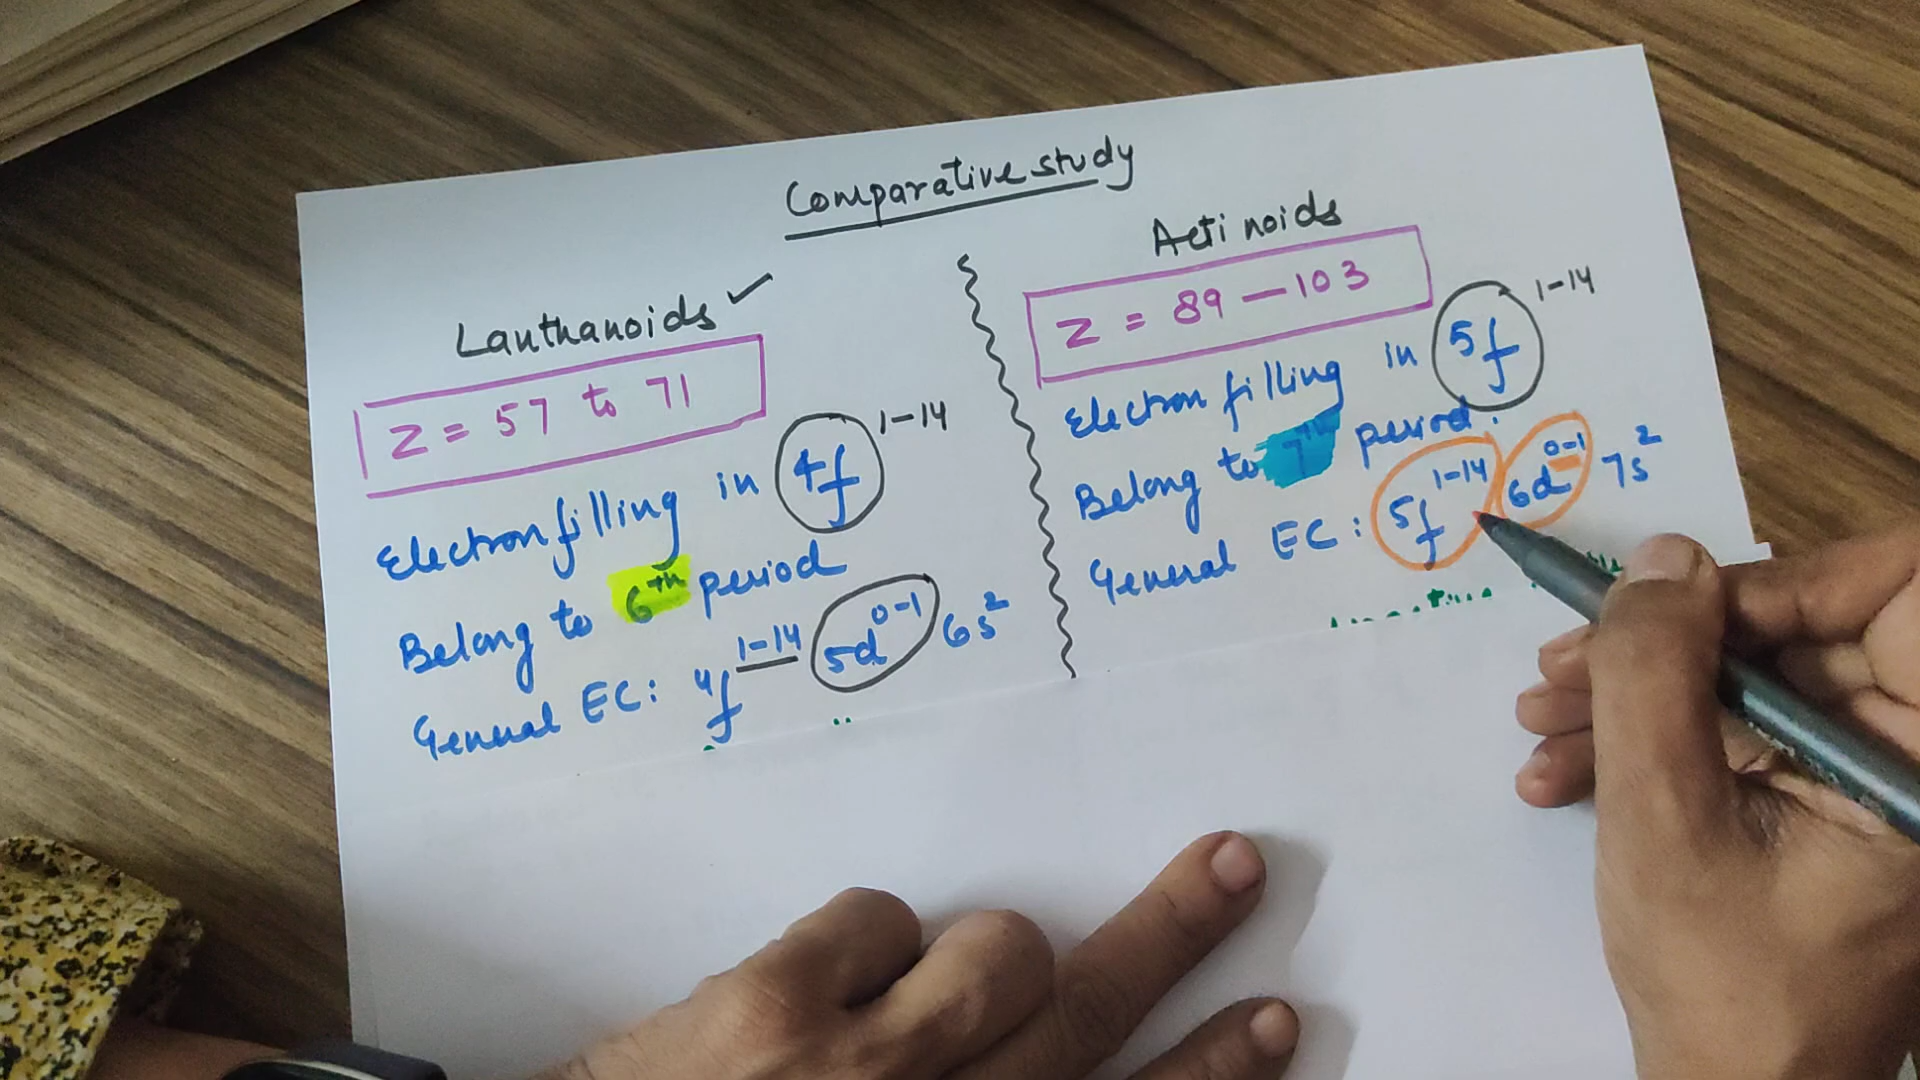 Comparative study
Lanthanoids ✓
Z = 57 to 71
Electron filling in 4f 1-14
Belong to 6th period
General EC: 4f 1-14 5d 0-1 6s 2
Actinoids
Z = 89 — 103
Electron filling in 5f 1-14
Belong to 7th period.
General EC: 5f 1-14 6d 0-1 7s 2